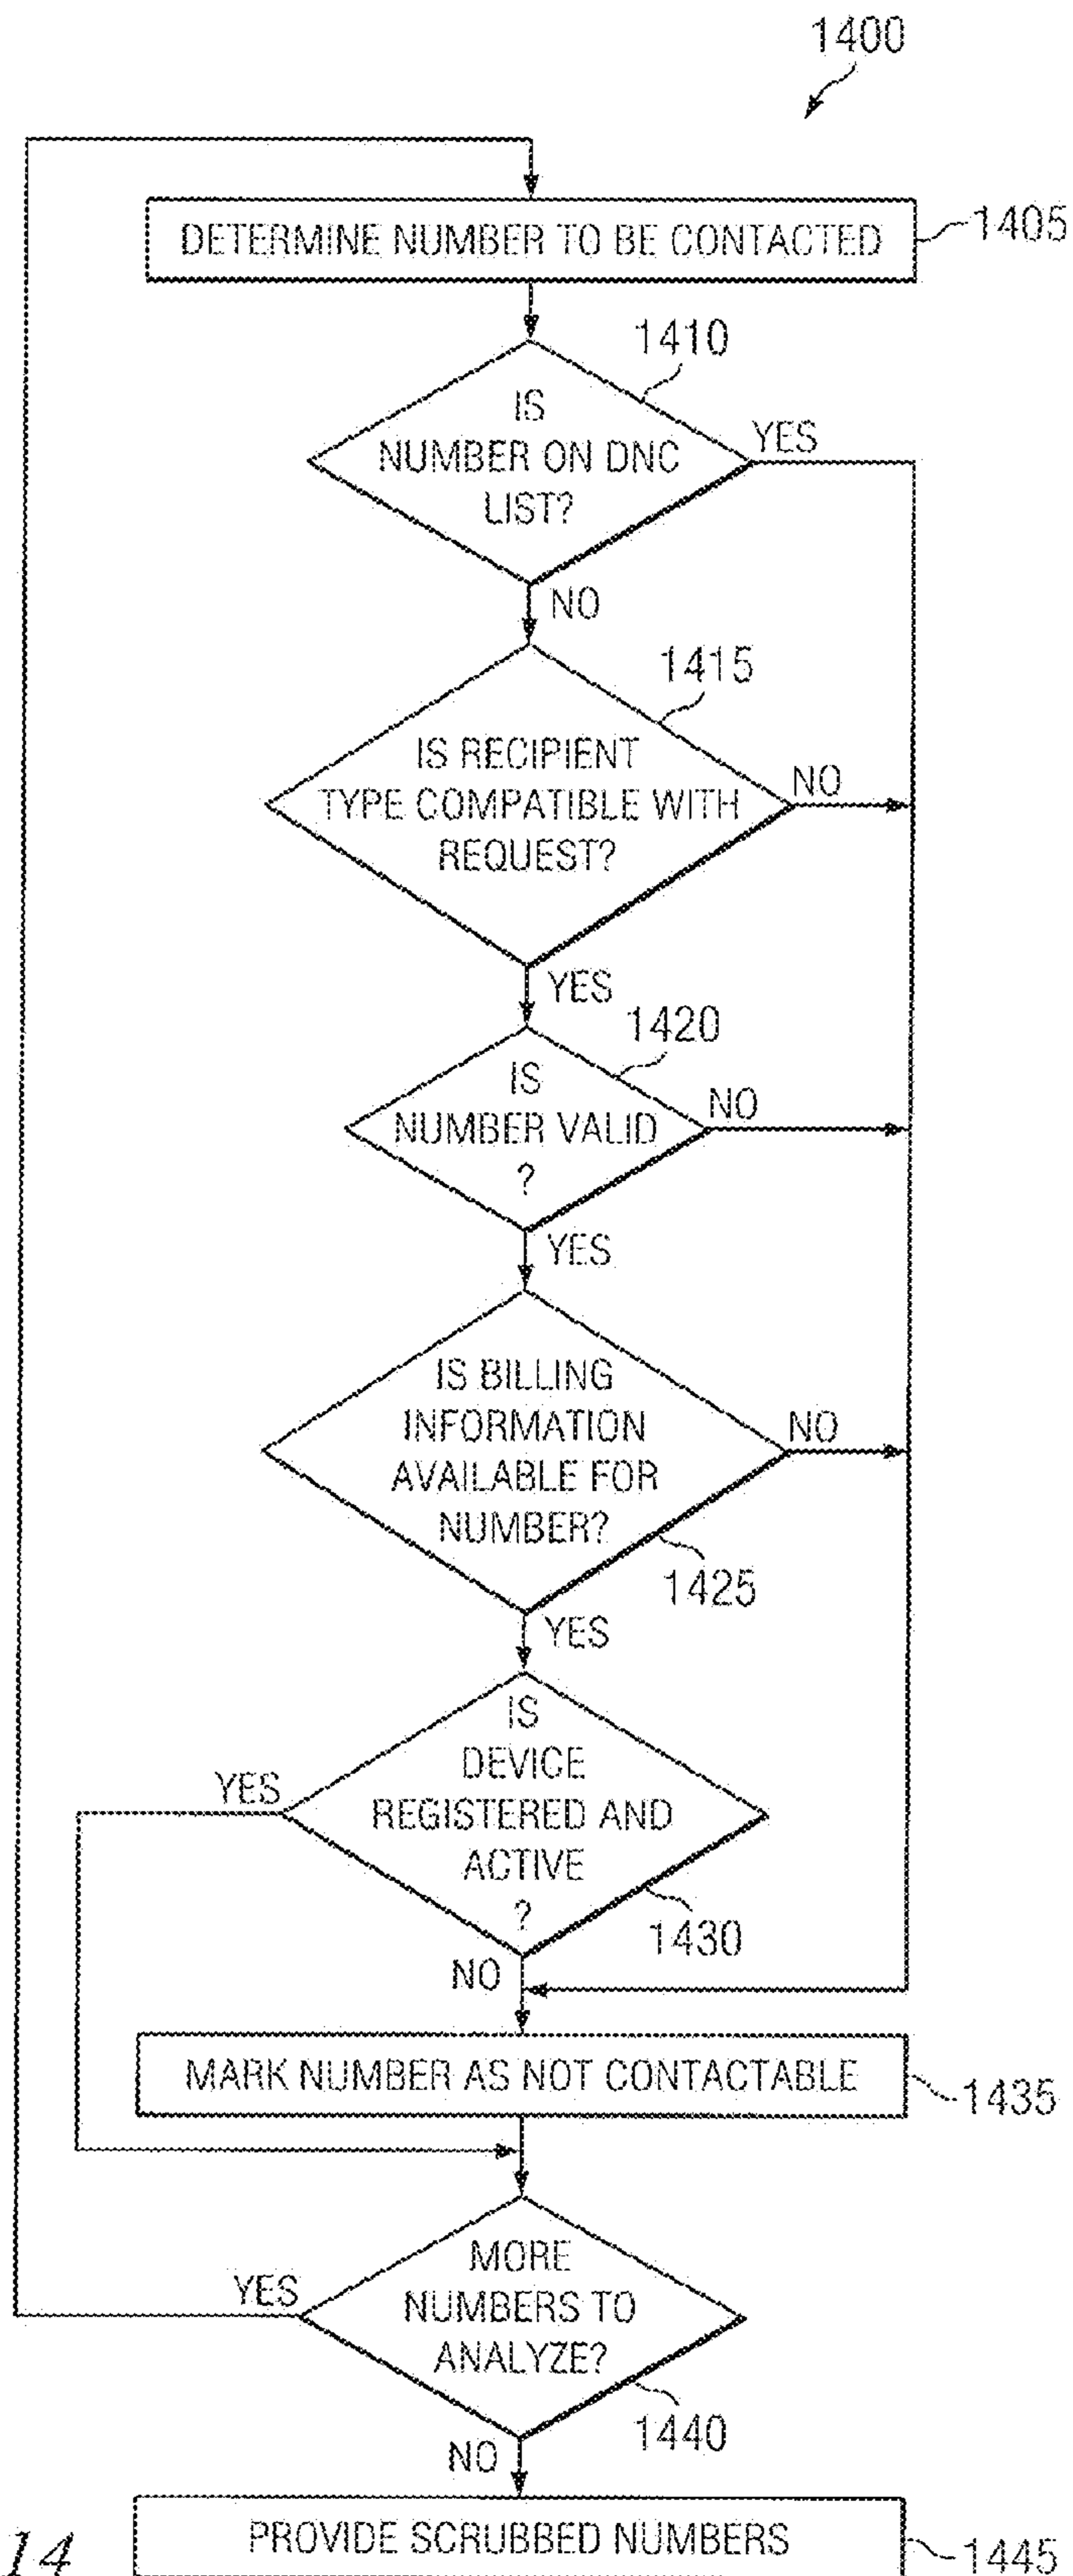 1400
DETERMINE NUMBER TO BE CONTACTED
1405
1410
IS
NUMBER ON DNC
LIST?
YES
NO
1415
IS RECIPIENT
TYPE COMPATIBLE WITH
REQUEST?
NO
YES
1420
IS
NUMBER VALID
?
NO
YES
IS BILLING
INFORMATION
AVAILABLE FOR
NUMBER?
NO
1425
YES
IS
DEVICE
REGISTERED AND
ACTIVE
?
YES
1430
NO
MARK NUMBER AS NOT CONTACTABLE
1435
MORE
NUMBERS TO
ANALYZE?
YES
1440
NO
PROVIDE SCRUBBED NUMBERS
1445
14